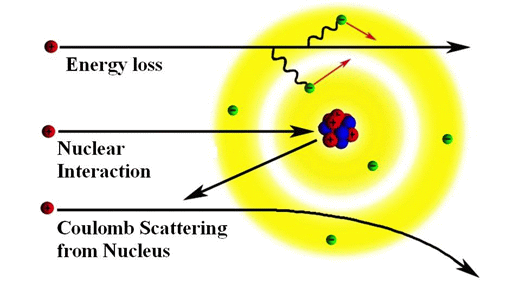 Energy loss
Nuclear
Interaction
Coulomb Scattering
from Nucleus